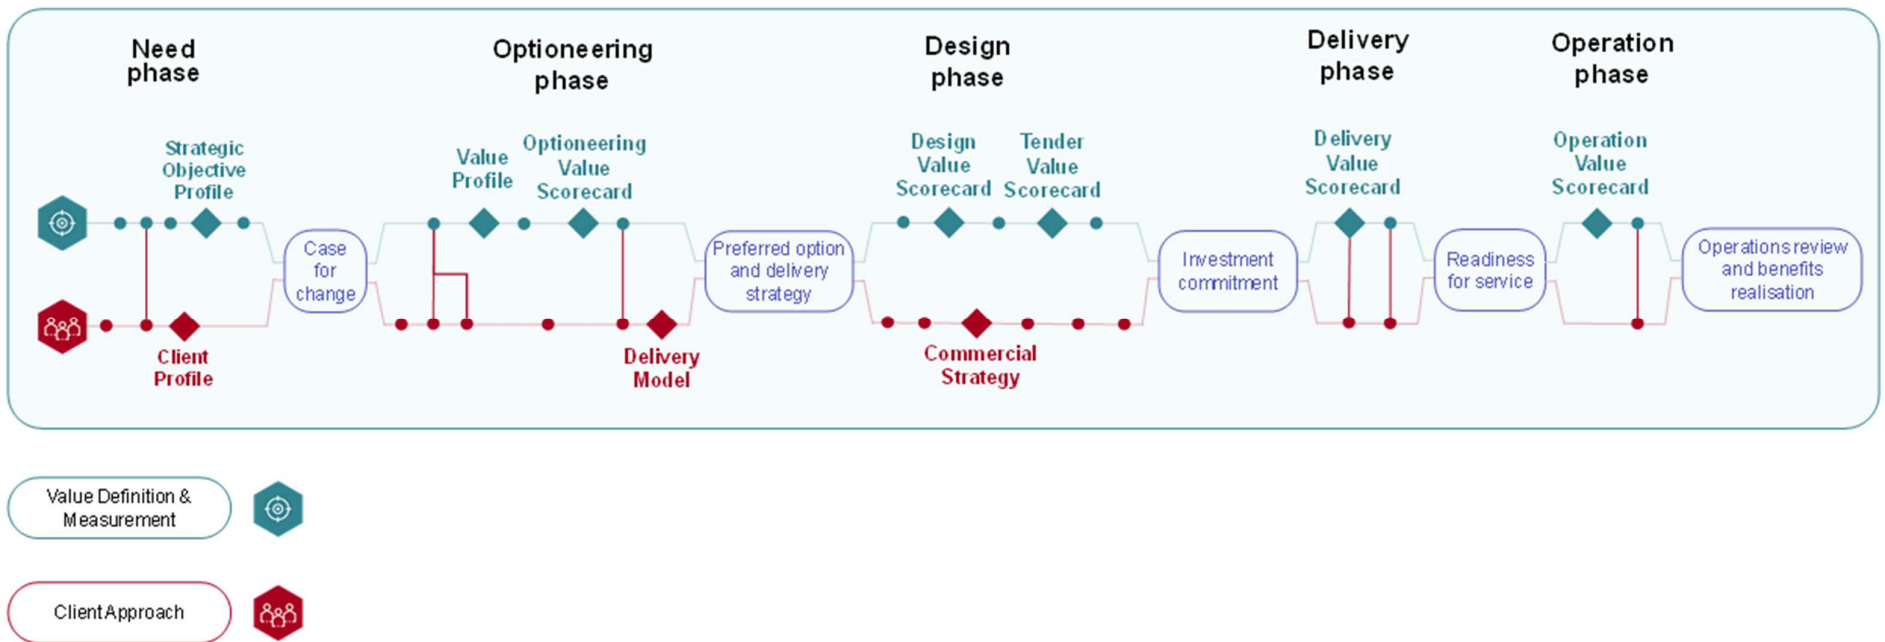 Need
phase
Optioneering
phase
Design
phase
Delivery
phase
Operation
phase
Strategic
Objective
Profile
Value
Profile
Optioneering
Value
Scorecard
Design
Value
Scorecard
Tender
Value
Scorecard
Delivery
Value
Scorecard
Operation
Value
Scorecard
Case
for
change
Preferred option
and delivery
strategy
Investment
commitment
Readiness
for service
Operations review
and benefits
realisation
Client
Profile
Delivery
Model
Commercial
Strategy
Value Definition &
Measurement
Client Approach